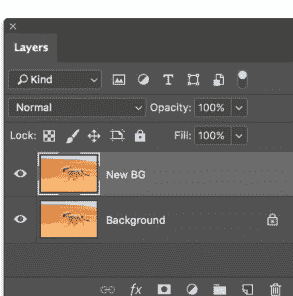 Layers
Kind
Normal Opacity: 100%
Lock: Fill: 100%
New BG
Background
fx